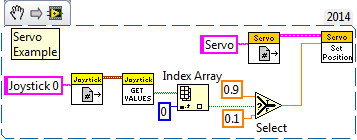 2014
Servo
Example
Servo
Servo
#
Servo
Set
Position
Joystick 0
Joystick
#
Joystick
GET
VALUES
Index Array
0
0.9
0.1
Select